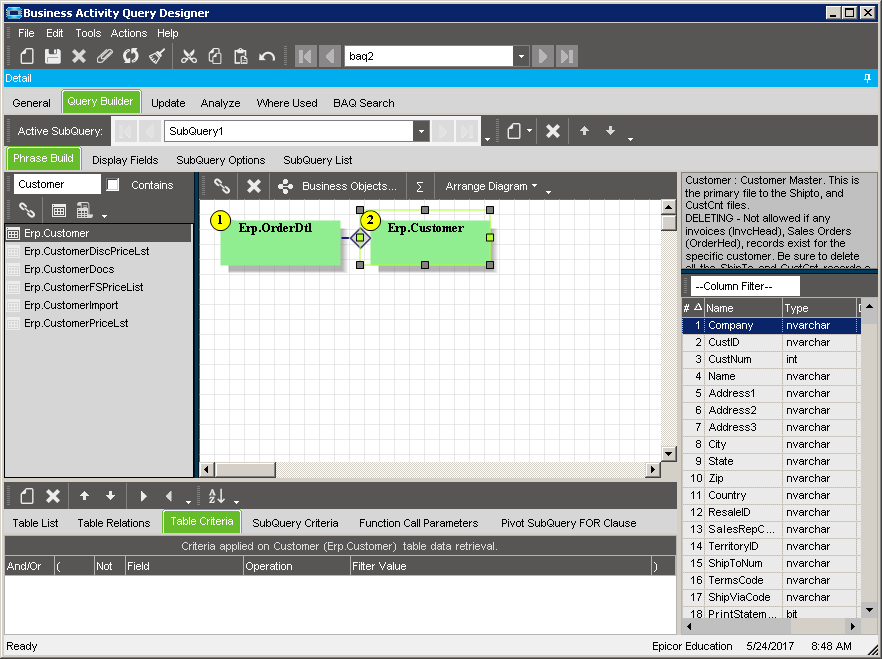 Business Activity Query Designer
File Edit Tools Actions Help
baq2
Detail
General Query Builder Update Analyze Where Used BAQ Search
Active SubQuery: SubQuery1
Phrase Build Display Fields SubQuery Options SubQuery List
Customer Contains
Business Objects... Σ Arrange Diagram
Erp.Customer
Erp.CustomerDiscPriceLst
Erp.CustomerDocs
Erp.CustomerFSPriceList
Erp.CustomerImport
Erp.CustomerPriceLst
1 Erp.OrderDtl
2 Erp.Customer
Customer : Customer Master. This is
the primary file to the Shipto, and
CustCnt files.
DELETING - Not allowed if any
invoices (InvcHead), Sales Orders
(OrderHed), records exist for the
specific customer. Be sure to delete
all the ShipTo and CustCnt records a
--Column Filter--
# Name Type
1 Company nvarchar
2 CustID nvarchar
3 CustNum int
4 Name nvarchar
5 Address1 nvarchar
6 Address2 nvarchar
7 Address3 nvarchar
8 City nvarchar
9 State nvarchar
10 Zip nvarchar
11 Country nvarchar
12 ResaleID nvarchar
13 SalesRepC... nvarchar
14 TerritoryID nvarchar
15 ShipToNum nvarchar
16 TermsCode nvarchar
17 ShipViaCode nvarchar
18 PrintStatem... bit
Table List Table Relations Table Criteria SubQuery Criteria Function Call Parameters Pivot SubQuery FOR Clause
Criteria applied on Customer (Erp.Customer) table data retrieval.
And/Or ( Not Field Operation Filter Value )
Ready Epicor Education 5/24/2017 8:48 AM